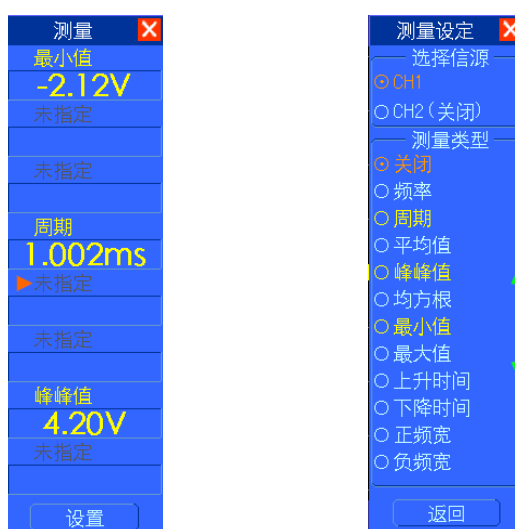 测量
最小值
-2.12V
未指定
未指定
周期
1.002ms
未指定
未指定
峰峰值
4.20V
未指定
设置
测量设定
选择信源
CH1
CH2(关闭)
测量类型
关闭
频率
周期
平均值
峰峰值
均方根
最小值
最大值
上升时间
下降时间
正频宽
负频宽
返回